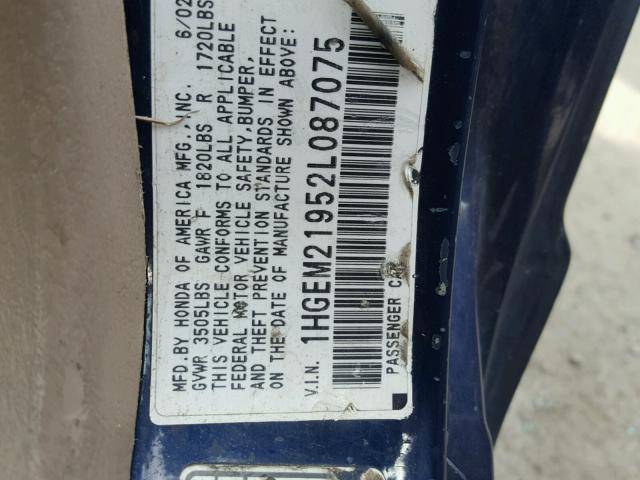 MFD. BY HONDA OF AMERICA MFG., INC. 6/02
GVWR 3505LBS GAWR F 1820LBS R 1720LBS
THIS VEHICLE CONFORMS TO ALL APPLICABLE
FEDERAL MOTOR VEHICLE SAFETY, BUMPER,
AND THEFT PREVENTION STANDARDS IN EFFECT
ON THE DATE OF MANUFACTURE SHOWN ABOVE:
V.I.N. 1HGEM21952L087075
PASSENGER CAR